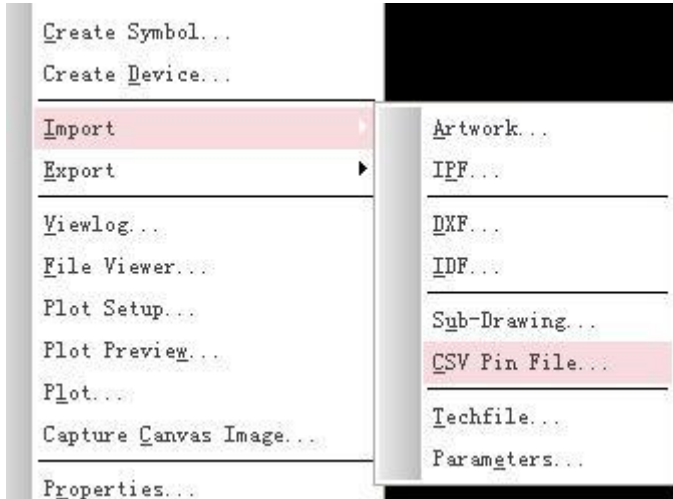 Create Symbol...
Create Device...
Import
Export
Viewlog...
File Viewer...
Plot Setup...
Plot Preview...
Plot...
Capture Canvas Image...
Properties...
Artwork...
IPF...
DXF...
IDF...
Sub-Drawing...
CSV Pin File...
Techfile...
Parameters...